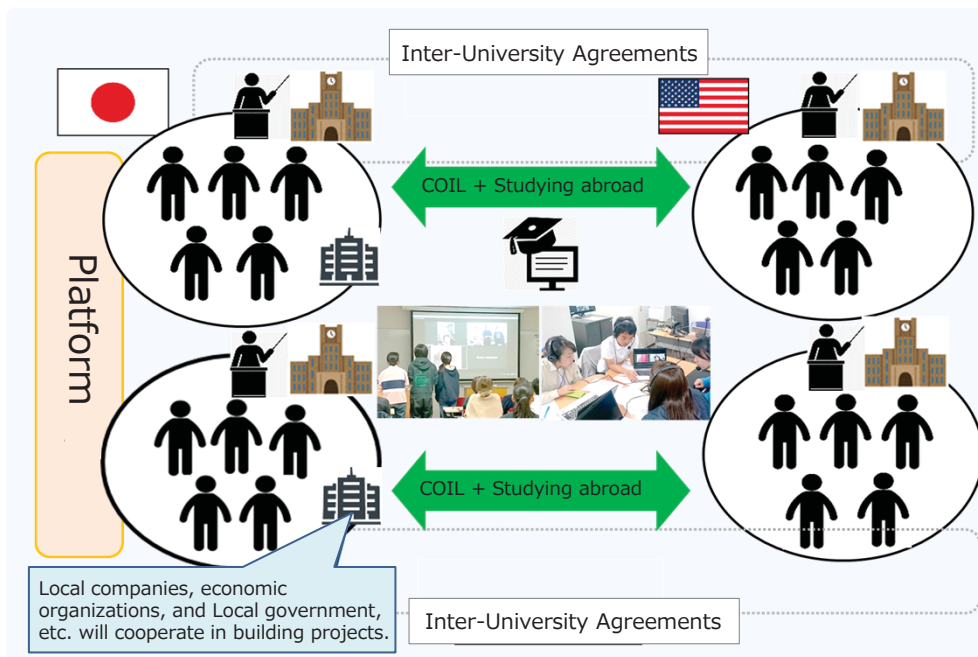 Inter-University Agreements
COIL + Studying abroad
Platform
COIL + Studying abroad
Local companies, economic
organizations, and Local government,
etc. will cooperate in building projects.
Inter-University Agreements